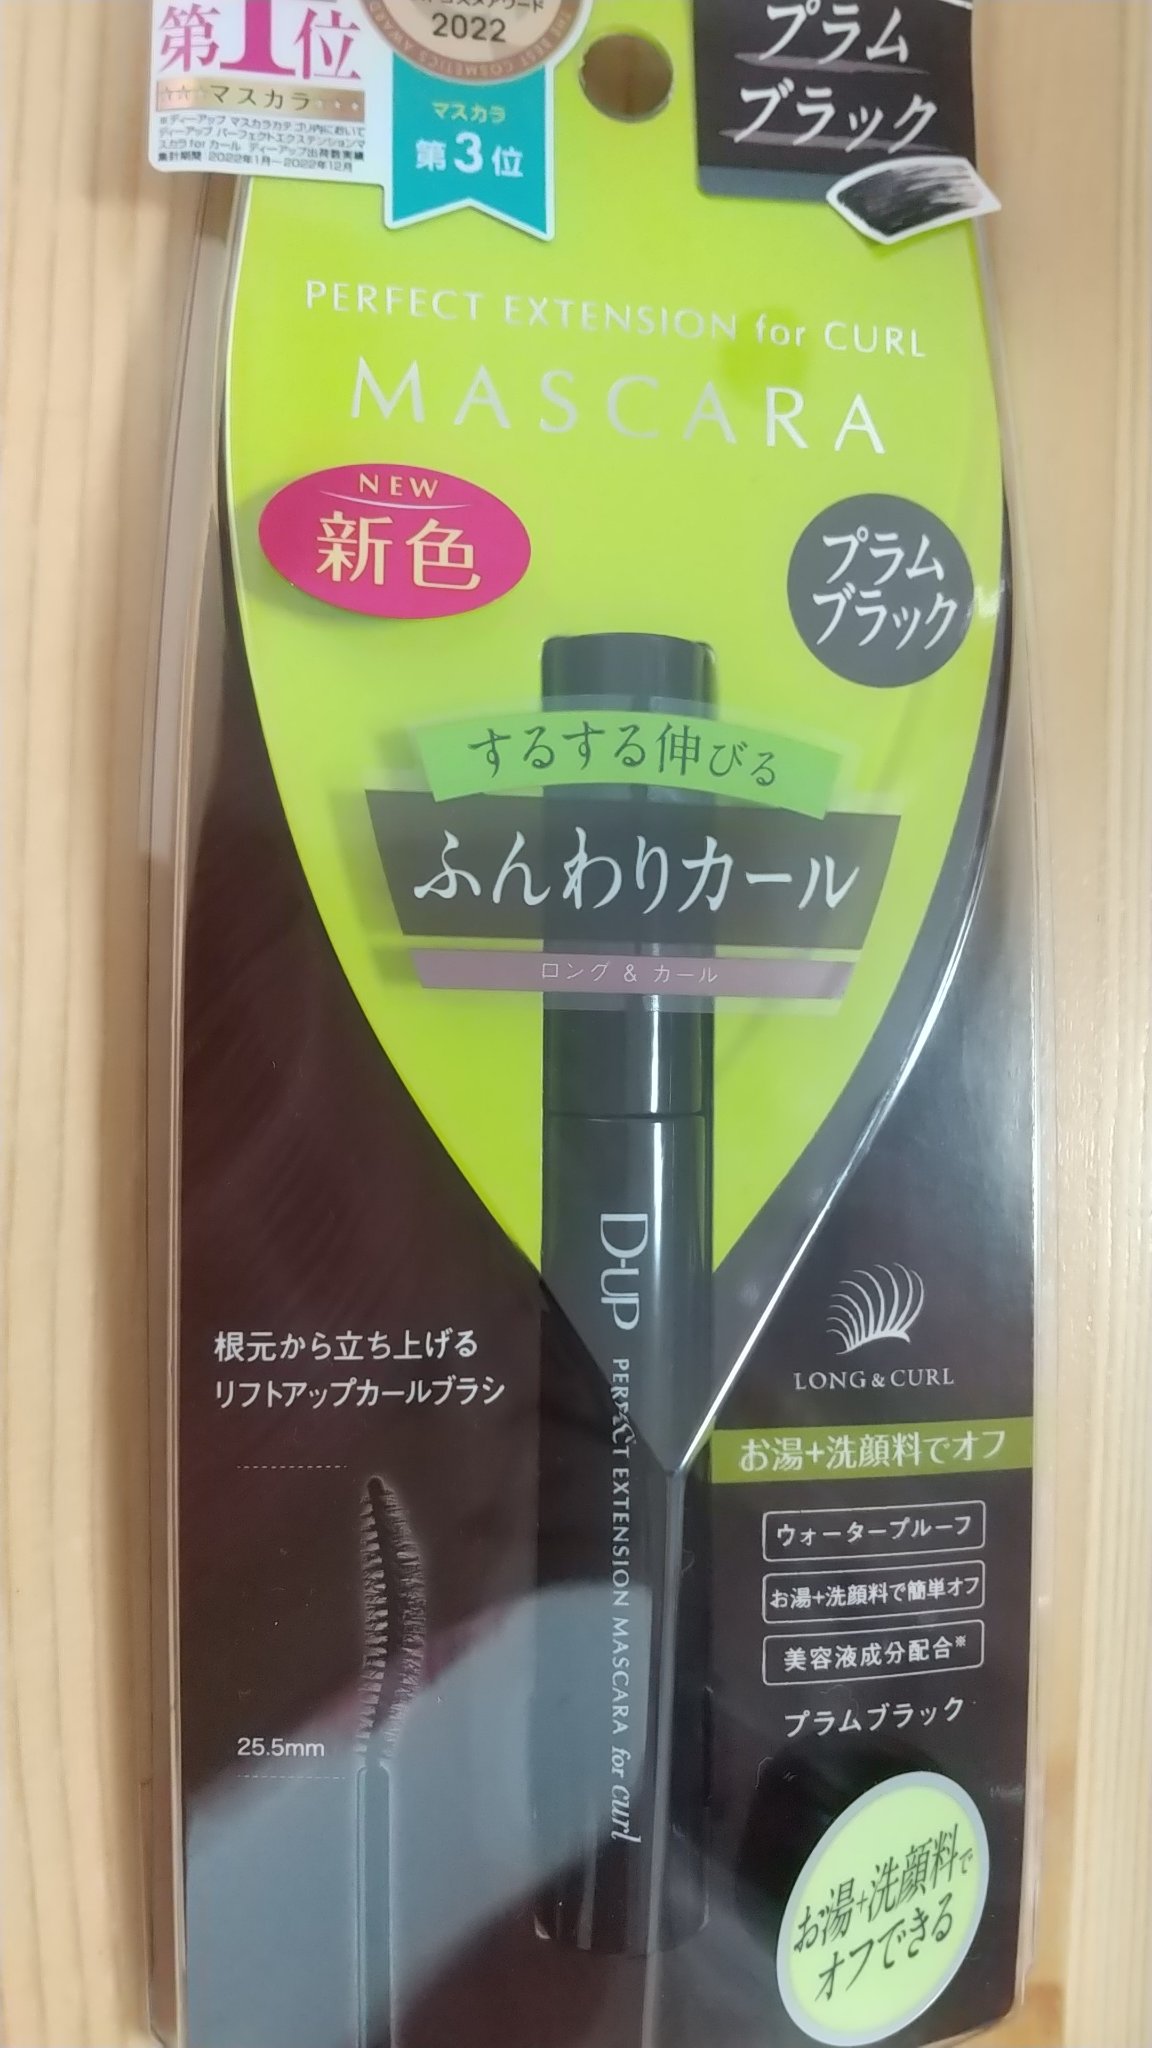 第1位
マスカラ
※ディーアップ マスカラカテゴリ内において
ディーアップ パーフェクトエクステンションマ
スカラ for カール ディーアップ出荷数実績
集計期間 2022年1月～2022年12月
2022
マスカラ
第3位
プラム
ブラック
PERFECT EXTENSION for CURL
MASCARA
NEW
新色
プラム
ブラック
するする伸びる
ふんわりカール
ロング & カール
D-UP
PERFECT EXTENSION MASCARA for curl
根元から立ち上げる
リフトアップカールブラシ
25.5mm
LONG & CURL
お湯+洗顔料でオフ
ウォータープルーフ
お湯+洗顔料で簡単オフ
美容液成分配合※
プラムブラック
お湯+洗顔料で
オフできる